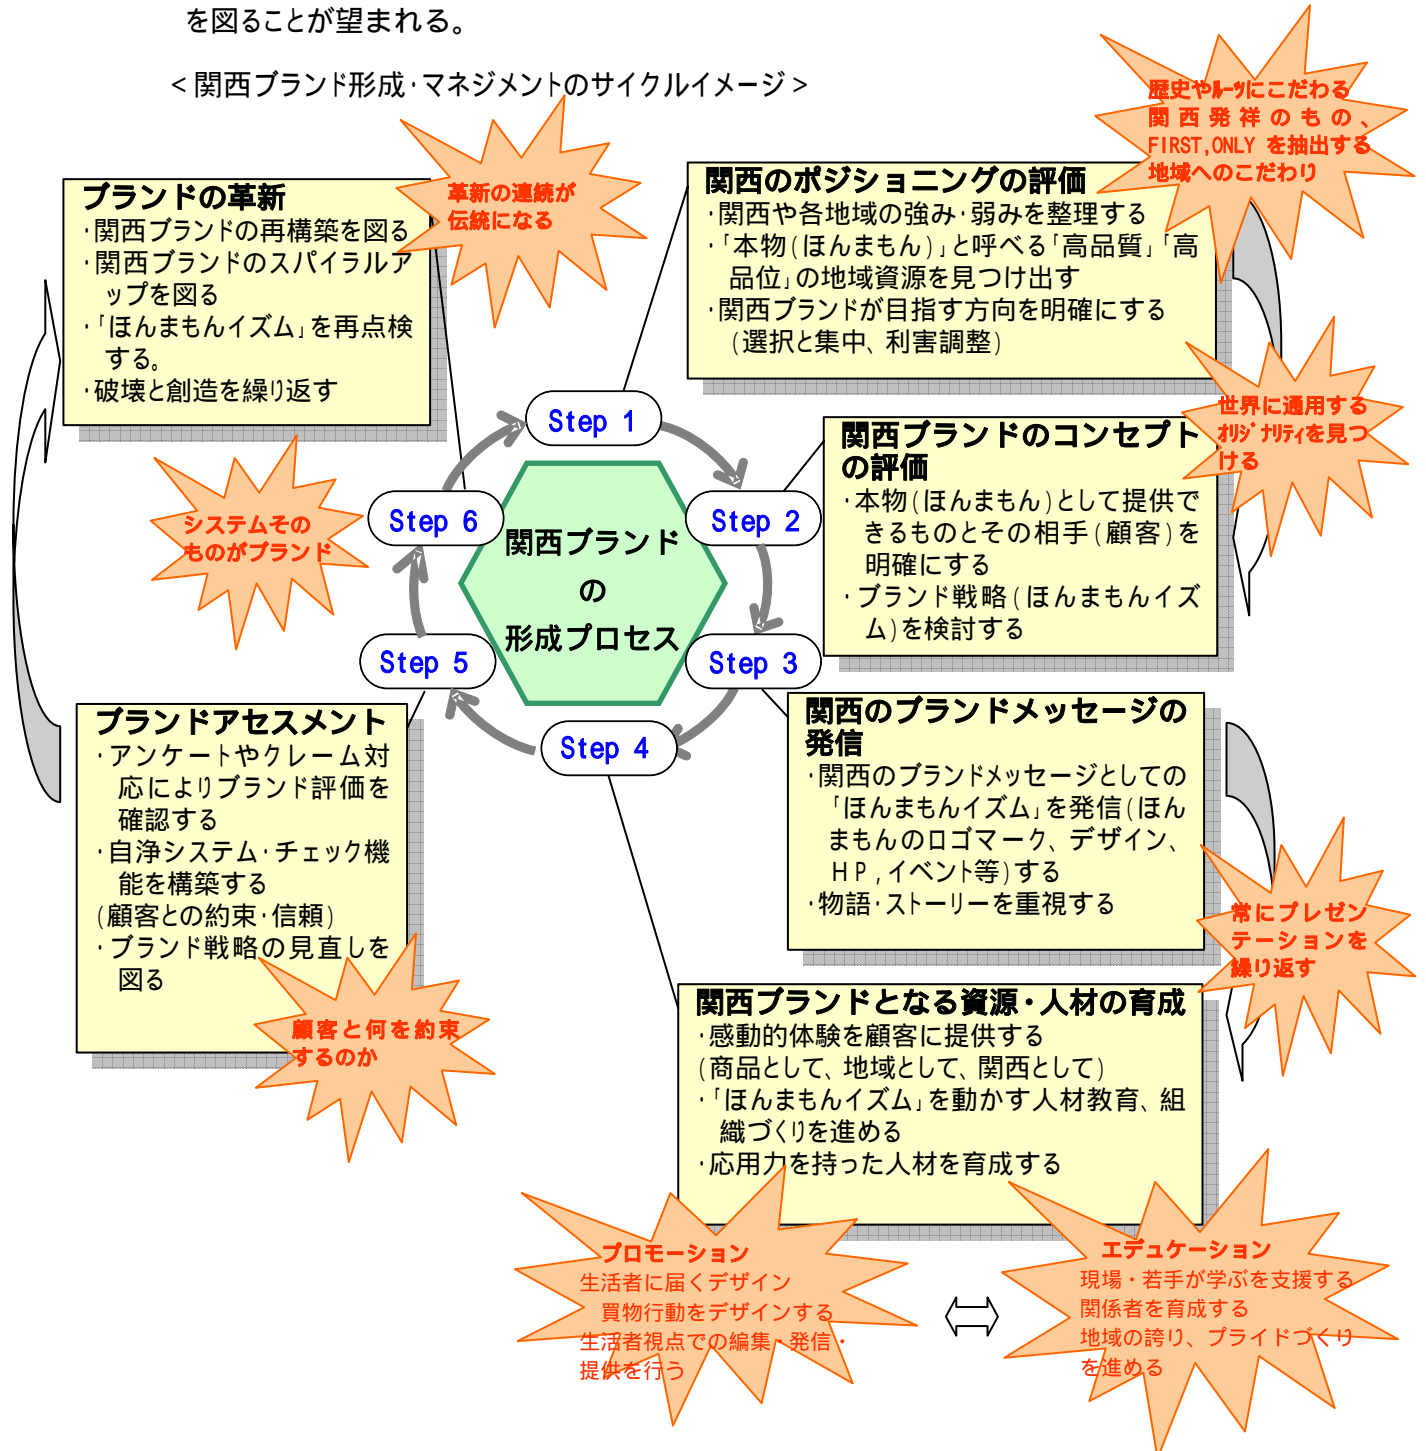 を図ることが望まれる。
<関西ブランド形成・マネジメントのサイクルイメージ>
歴史やルーツにこだわる
関西発祥のもの、
FIRST,ONLY を抽出する
地域へのこだわり
革新の連続が
伝統になる
ブランドの革新
・関西ブランドの再構築を図る
・関西ブランドのスパイラルア
ップを図る
・「ほんまもんイズム」を再点検
する。
・破壊と創造を繰り返す
関西のポジショニングの評価
・関西や各地域の強み・弱みを整理する
・「本物(ほんまもん)」と呼べる「高品質」「高
品位」の地域資源を見つけ出す
・関西ブランドが目指す方向を明確にする
(選択と集中、利害調整)
世界に通用する
オリジナリティを見つ
ける
Step 1
Step 2
Step 3
Step 4
Step 5
Step 6
関西ブランド
の
形成プロセス
関西ブランドのコンセプト
の評価
・本物(ほんまもん)として提供で
きるものとその相手(顧客)を
明確にする
・ブランド戦略(ほんまもんイズ
ム)を検討する
システムその
ものがブランド
関西のブランドメッセージの
発信
・関西のブランドメッセージとしての
「ほんまもんイズム」を発信(ほん
まもんのロゴマーク、デザイン、
HP,イベント等)する
・物語・ストーリーを重視する
常にプレゼン
テーションを
繰り返す
ブランドアセスメント
・アンケートやクレーム対
応によりブランド評価を
確認する
・自浄システム・チェック機
能を構築する
(顧客との約束・信頼)
・ブランド戦略の見直しを
図る
顧客と何を約束
するのか
関西ブランドとなる資源・人材の育成
・感動的体験を顧客に提供する
(商品として、地域として、関西として)
・「ほんまもんイズム」を動かす人材教育、組
織づくりを進める
・応用力を持った人材を育成する
プロモーション
生活者に届くデザイン
買物行動をデザインする
生活者視点での編集・発信・
提供を行う
エデュケーション
現場・若手が学ぶを支援する
関係者を育成する
地域の誇り、プライドづくり
を進める